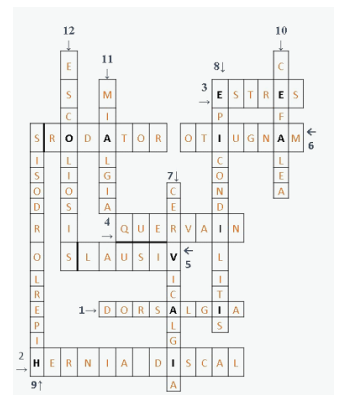 12 10
11
E 8↓ C
S M 3 → E S T R E S
C I P F
S R O D A T O R O T I U G N A M ← 6
I L L C L
S I G 7↓ O E
O O I C N A
D S A E D
R I 4 → Q U E R V A I N
O S L A U S I V ← 5 L
L I I
R C T
E 1→ D O R S A L G I A
P L S
I G
2 → H E R N I A D I S C A L
9↑ A